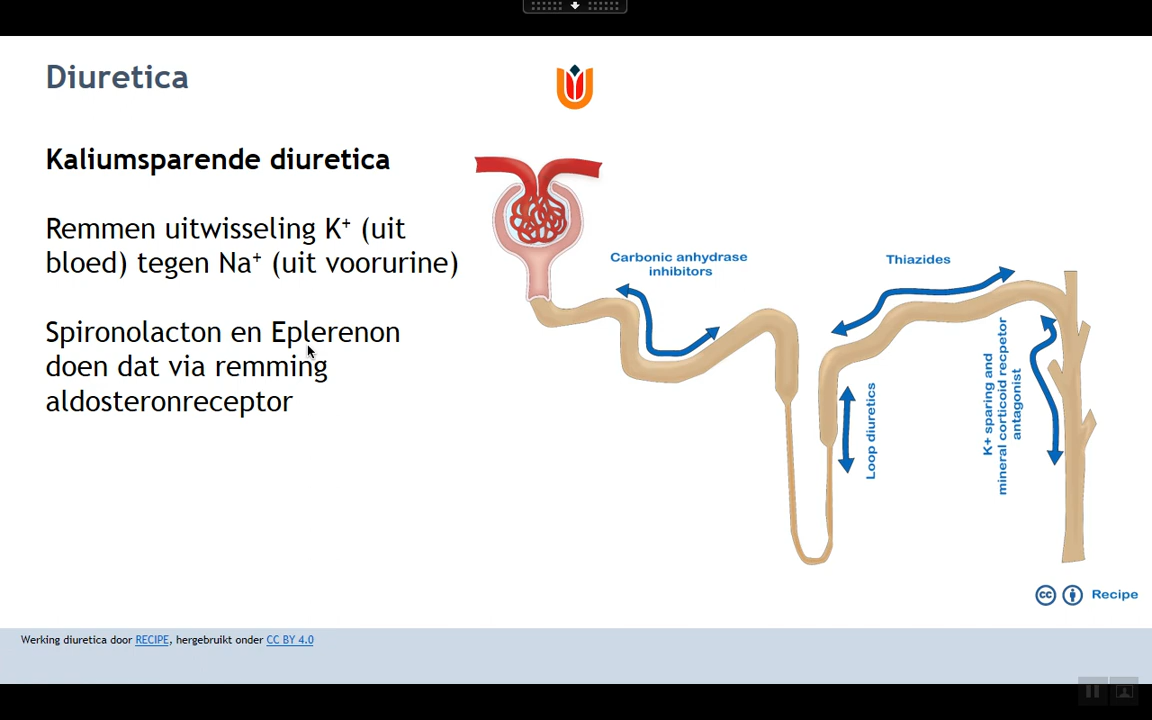 Diuretica
Kaliumsparende diuretica
Remmen uitwisseling K⁺ (uit
bloed) tegen Na⁺ (uit voorurine)
Spironolacton en Eplerenon
doen dat via remming
aldosteronreceptor
Carbonic anhydrase
inhibitors
Thiazides
Loop diuretics
K+ sparing and
mineral corticoid recpetor
antagonist
cc Recipe
Werking diuretica door RECIPE, hergebruikt onder CC BY 4.0